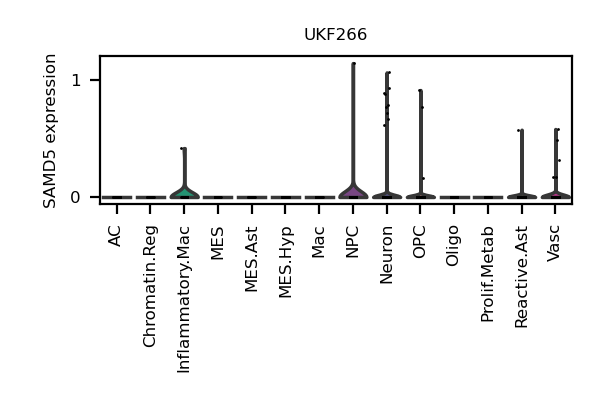 UKF266
SAMD5 expression
1
0
AC
Chromatin.Reg
Inflammatory.Mac
MES
MES.Ast
MES.Hyp
Mac
NPC
Neuron
OPC
Oligo
Prolif.Metab
Reactive.Ast
Vasc